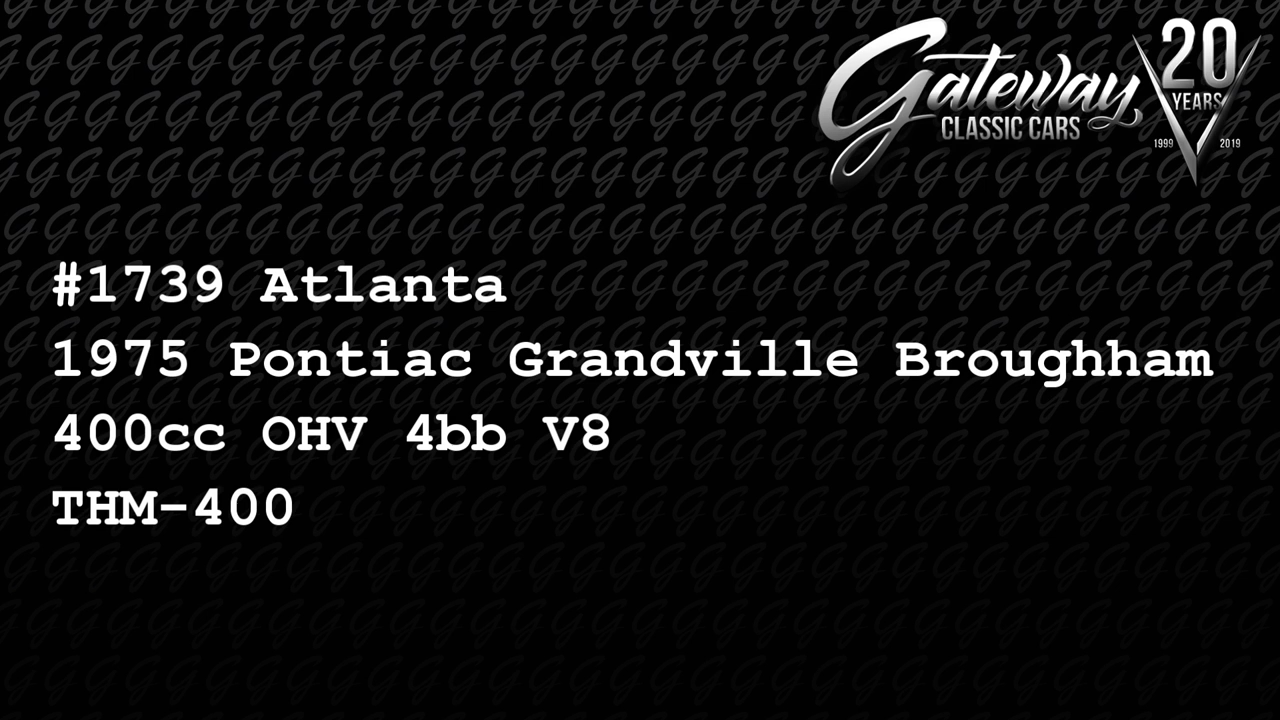 Gateway
CLASSIC CARS
20
YEARS
1999 2019
#1739 Atlanta
1975 Pontiac Grandville Broughham
400cc OHV 4bb V8
THM-400